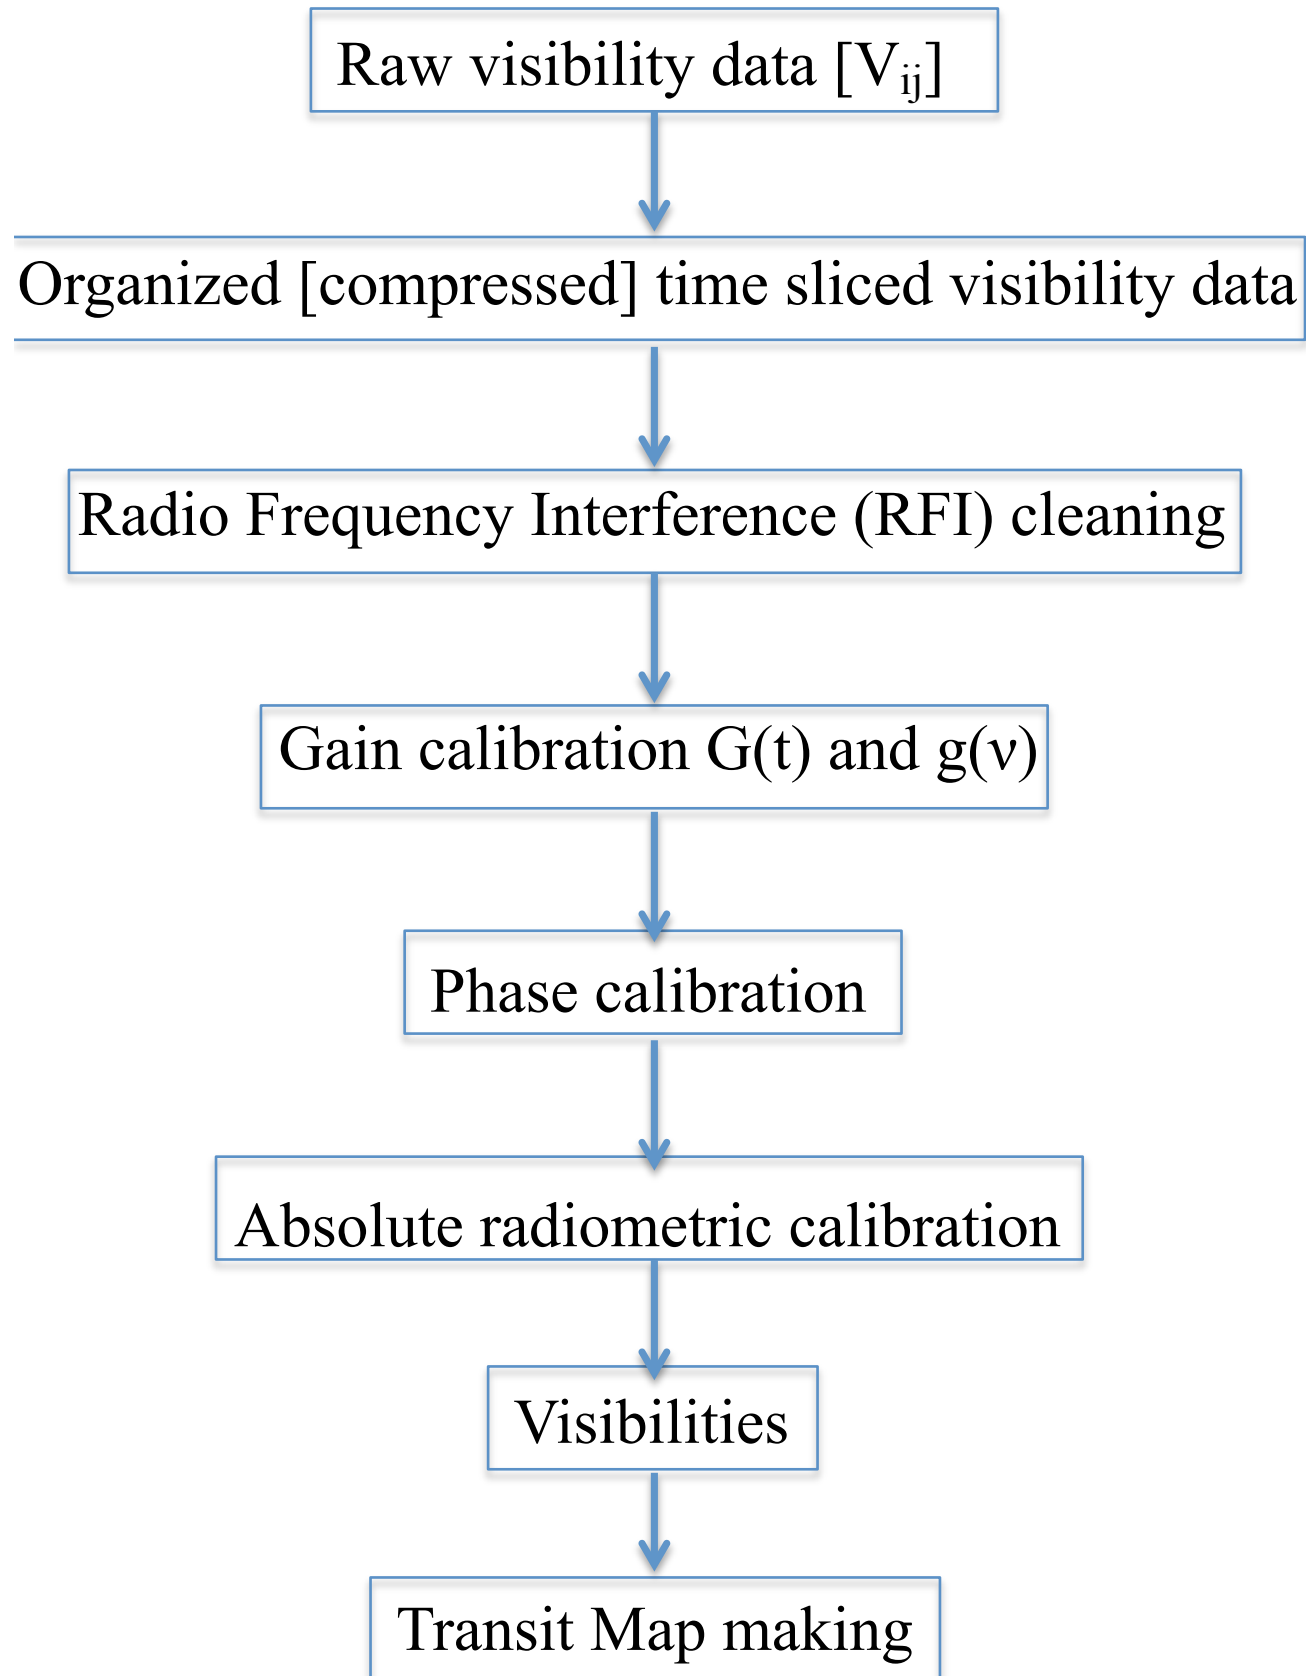 Raw visibility data [V_ij]
Organized [compressed] time sliced visibility data
Radio Frequency Interference (RFI) cleaning
Gain calibration G(t) and g(ν)
Phase calibration
Absolute radiometric calibration
Visibilities
Transit Map making